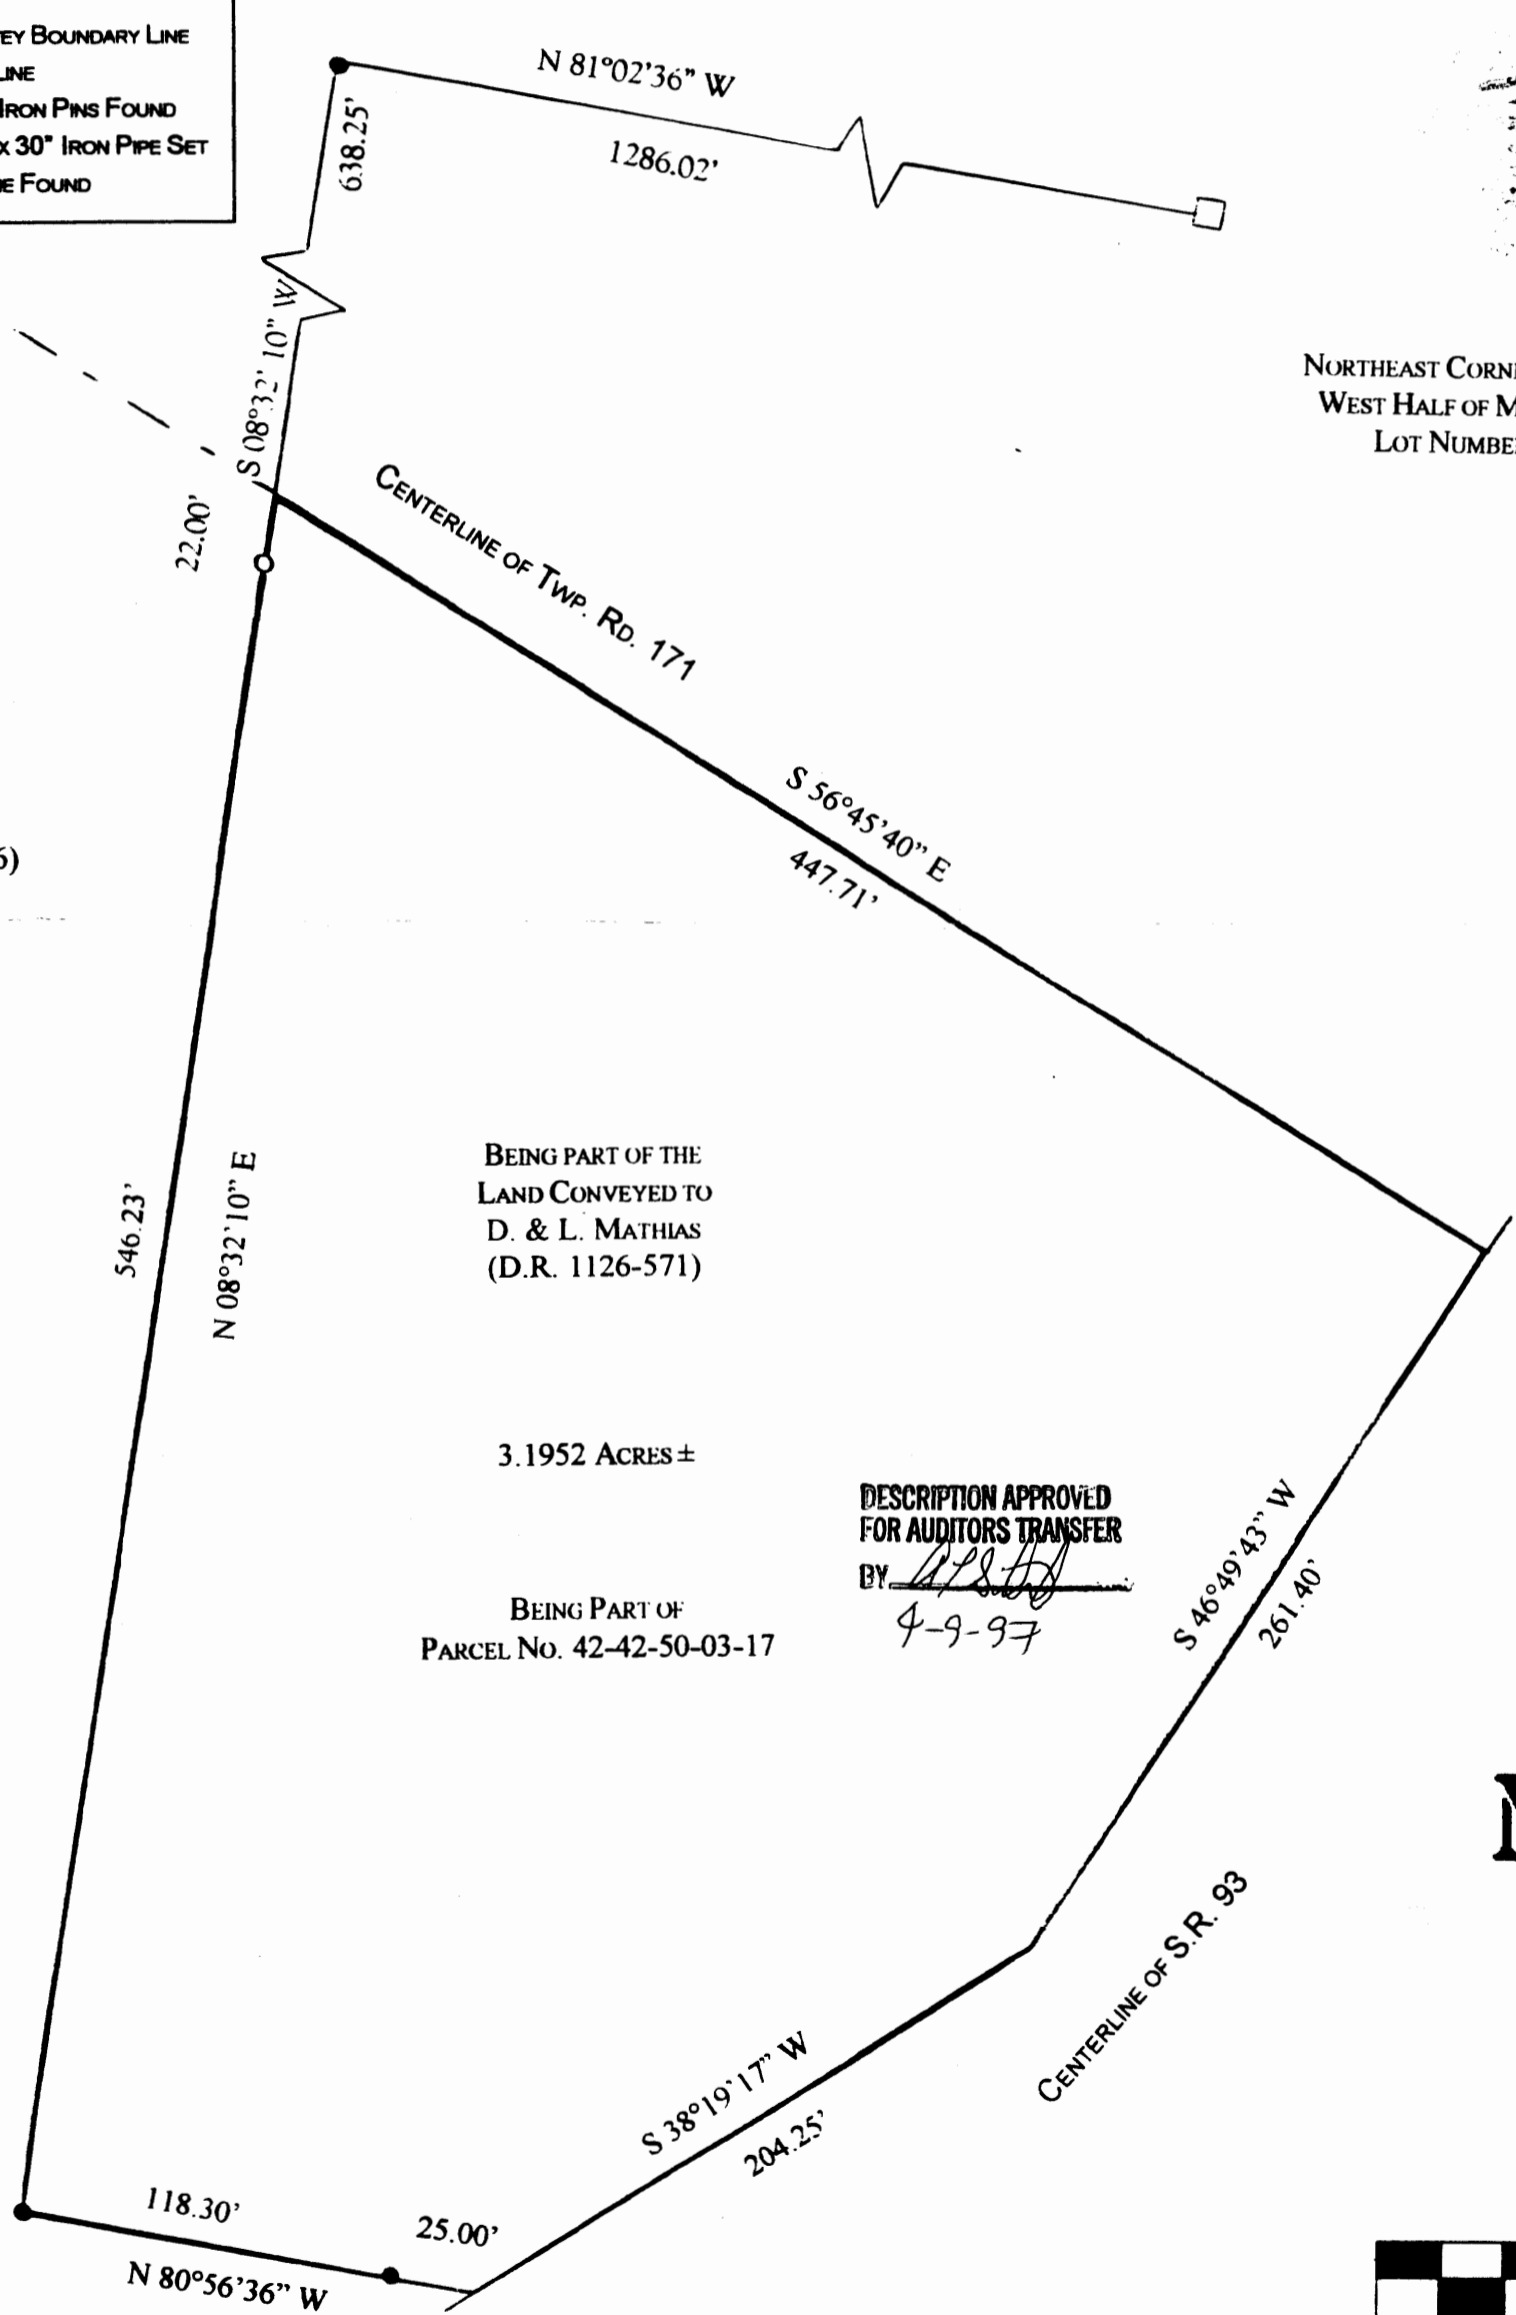 EY BOUNDARY LINE
LINE
IRON PINS FOUND
x 30" IRON PIPE SET
E FOUND
N 81°02'36" W
1286.02'
638.25'
S 08°32' 10" W
22.00'
NORTHEAST CORN
WEST HALF OF M
LOT NUMBE
CENTERLINE OF TWP. RD. 171
S 56°45'40" E
447.71'
6)
546.23'
N 08°32'10" E
BEING PART OF THE
LAND CONVEYED TO
D. & L. MATHIAS
(D.R. 1126-571)
3.1952 ACRES ±
DESCRIPTION APPROVED
FOR AUDITORS TRANSFER
BY
4-9-97
BEING PART OF
PARCEL NO. 42-42-50-03-17
S 46°49'43" W
261.40'
CENTERLINE OF S.R. 93
S 38°19'17" W
204.25'
118.30'
25.00'
N 80°56'36" W